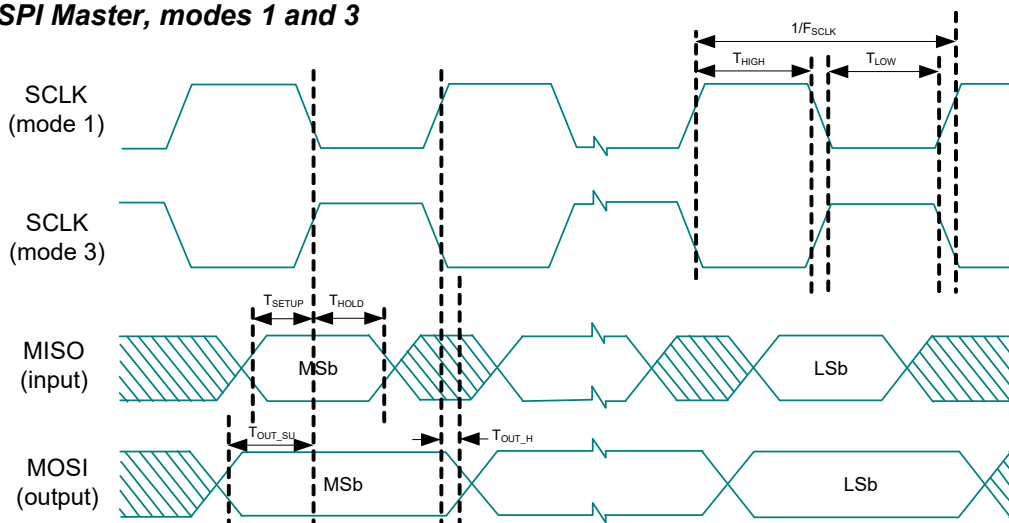 SPI Master, modes 1 and 3
1/FSCLK
THIGH
TLOW
SCLK
(mode 1)
SCLK
(mode 3)
TSETUP
THOLD
MISO
(input)
MSb
LSb
TOUT_SU
TOUT_H
MOSI
(output)
MSb
LSb